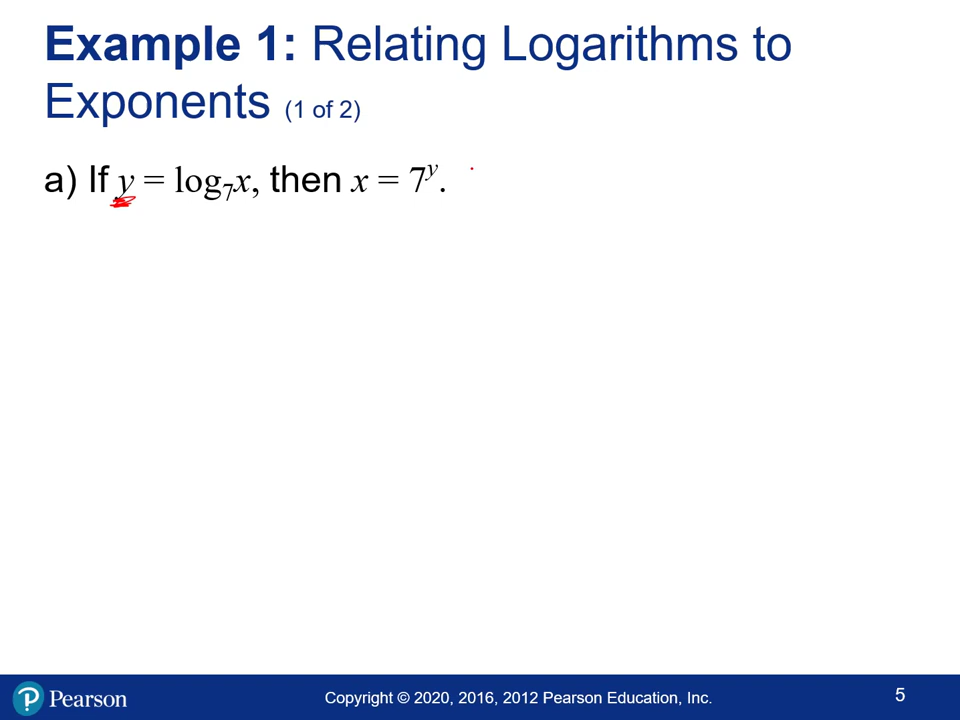 Example 1: Relating Logarithms to
Exponents (1 of 2)
a) If y = log₇x, then x = 7ʸ.
Pearson
Copyright © 2020, 2016, 2012 Pearson Education, Inc.
5